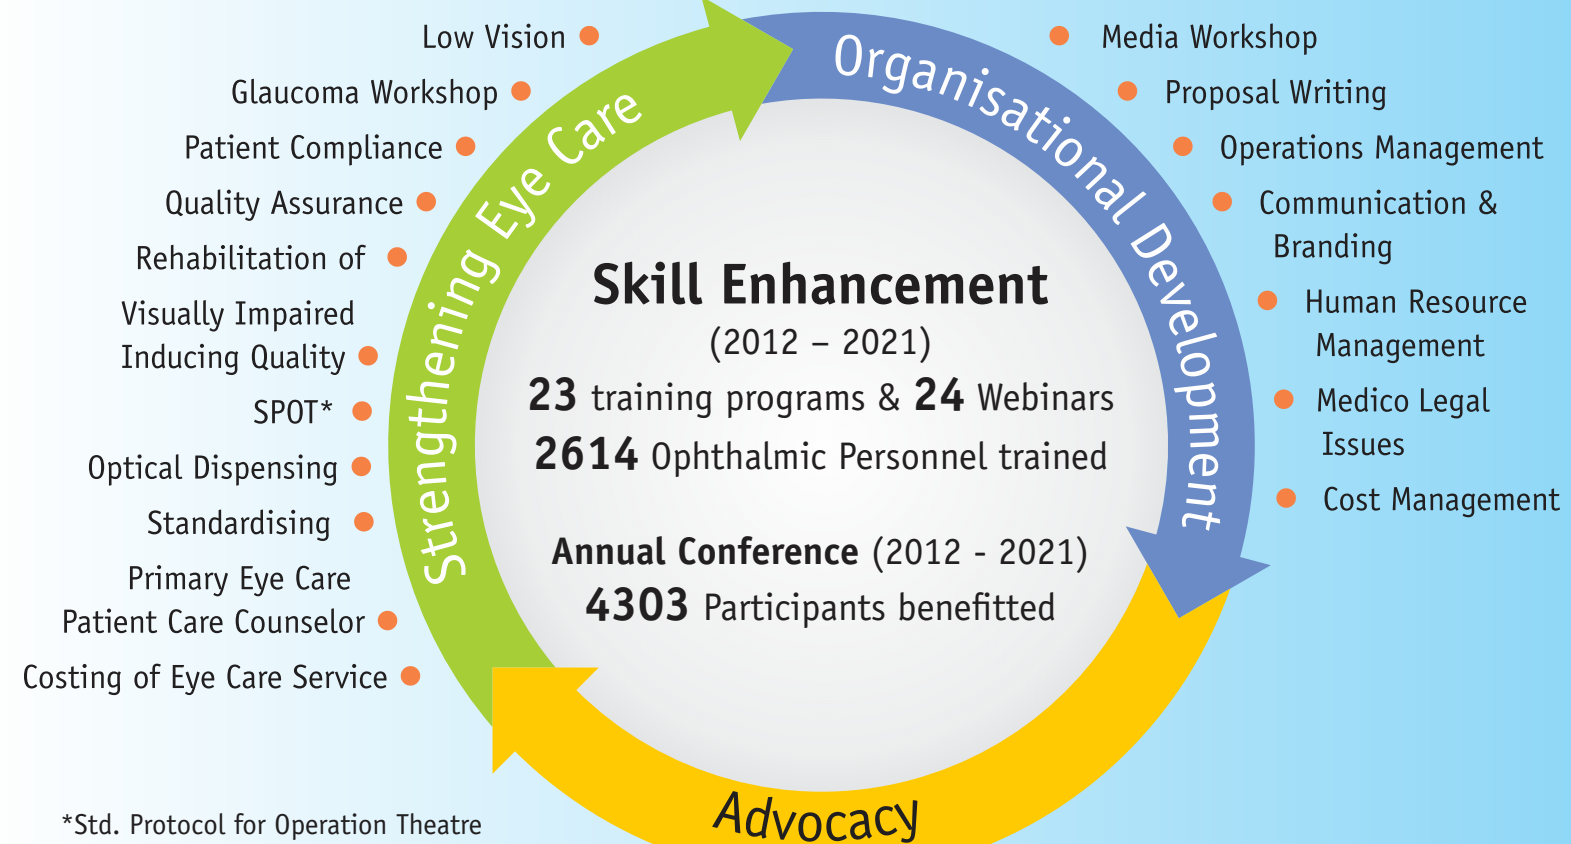 Low Vision
Glaucoma Workshop
Patient Compliance
Quality Assurance
Rehabilitation of
Visually Impaired
Inducing Quality
SPOT*
Optical Dispensing
Standardising
Primary Eye Care
Patient Care Counselor
Costing of Eye Care Service
*Std. Protocol for Operation Theatre
Strengthening Eye Care
Organisational Development
Advocacy
Skill Enhancement
(2012 – 2021)
23 training programs & 24 Webinars
2614 Ophthalmic Personnel trained
Annual Conference (2012 - 2021)
4303 Participants benefitted
Media Workshop
Proposal Writing
Operations Management
Communication &
Branding
Human Resource
Management
Medico Legal
Issues
Cost Management